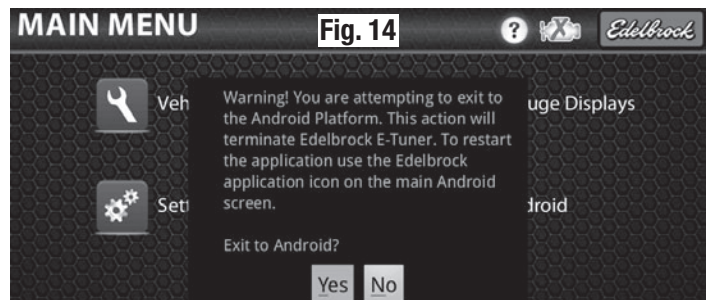 MAIN MENU
Fig. 14
? X Edelbrock
Veh
uge Displays
Warning! You are attempting to exit to
the Android Platform. This action will
terminate Edelbrock E-Tuner. To restart
the application use the Edelbrock
application icon on the main Android
screen.
Sett
droid
Exit to Android?
Yes No